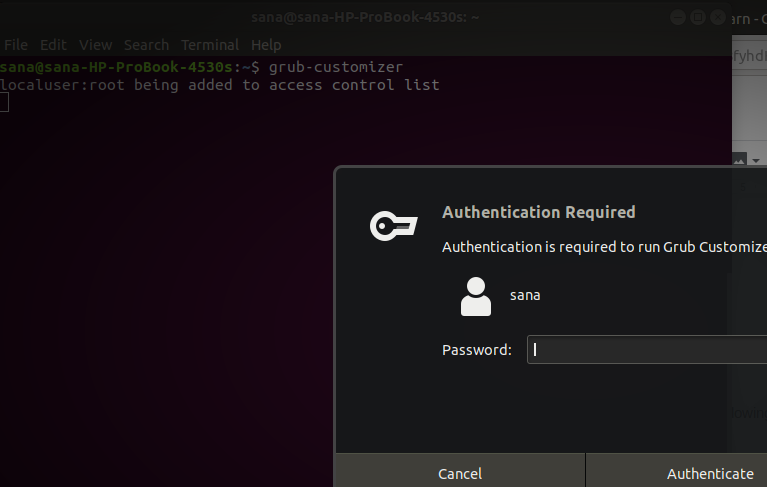 sana@sana-HP-ProBook-4530s: ~
File Edit View Search Terminal Help
sana@sana-HP-ProBook-4530s:~$ grub-customizer
localuser:root being added to access control list
Authentication Required
Authentication is required to run Grub Customize
sana
Password:
Cancel
Authenticate